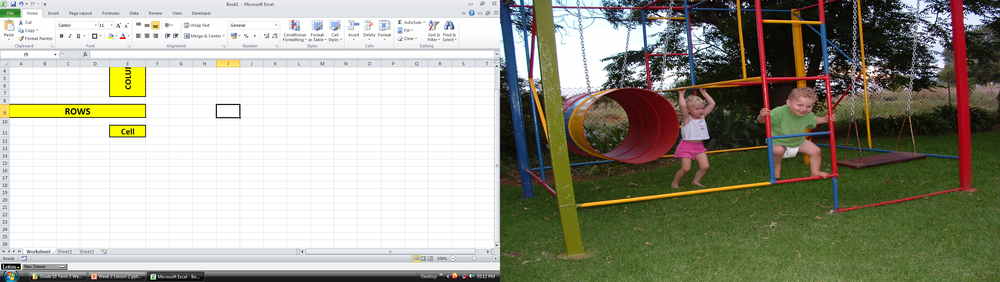 Book1 - Microsoft Excel
File Home Insert Page Layout Formulas Data Review View Developer
Paste
Cut
Copy
Format Painter
Clipboard
Calibri 11
B I U
Font
Wrap Text
Merge & Center
Alignment
General
%
Number
Conditional Formatting
Format as Table
Cell Styles
Styles
Insert Delete Format
Cells
AutoSum
Fill
Clear
Sort & Filter
Find & Select
Editing
I9
fx
A B C D E F G H I J K L M N O P Q R S T
4
5
6
7
8
9
10
11
12
13
14
15
16
17
18
19
20
21
22
23
24
25
26
COLU
ROWS
Cell
Worksheet Sheet2 Sheet3
Ready
100%
Lotus New Drawer
Grade 10 Term 2 We... Week 2 Lesson 2.ppt... Microsoft Excel - Bo... Desktop 05:12 PM